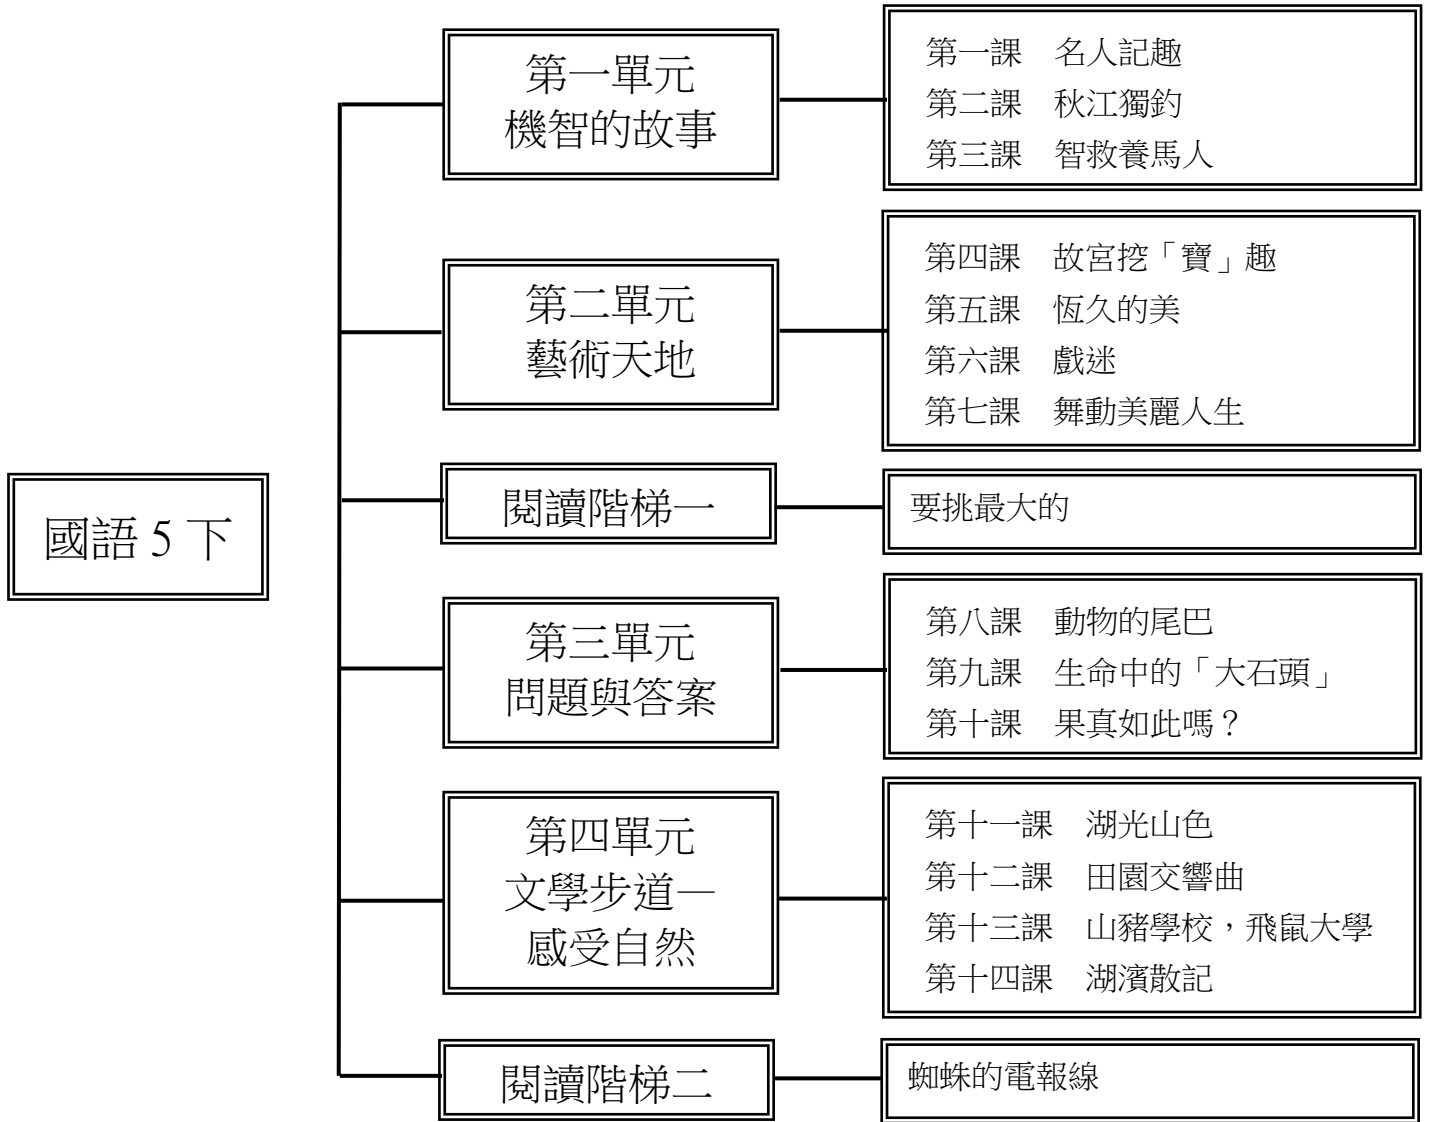 國語 5 下
第一單元
機智的故事
第一課　名人記趣
第二課　秋江獨釣
第三課　智救養馬人
第二單元
藝術天地
第四課　故宮挖「寶」趣
第五課　恆久的美
第六課　戲迷
第七課　舞動美麗人生
閱讀階梯一
要挑最大的
第三單元
問題與答案
第八課　動物的尾巴
第九課　生命中的「大石頭」
第十課　果真如此嗎？
第四單元
文學步道—
感受自然
第十一課　湖光山色
第十二課　田園交響曲
第十三課　山豬學校，飛鼠大學
第十四課　湖濱散記
閱讀階梯二
蜘蛛的電報線